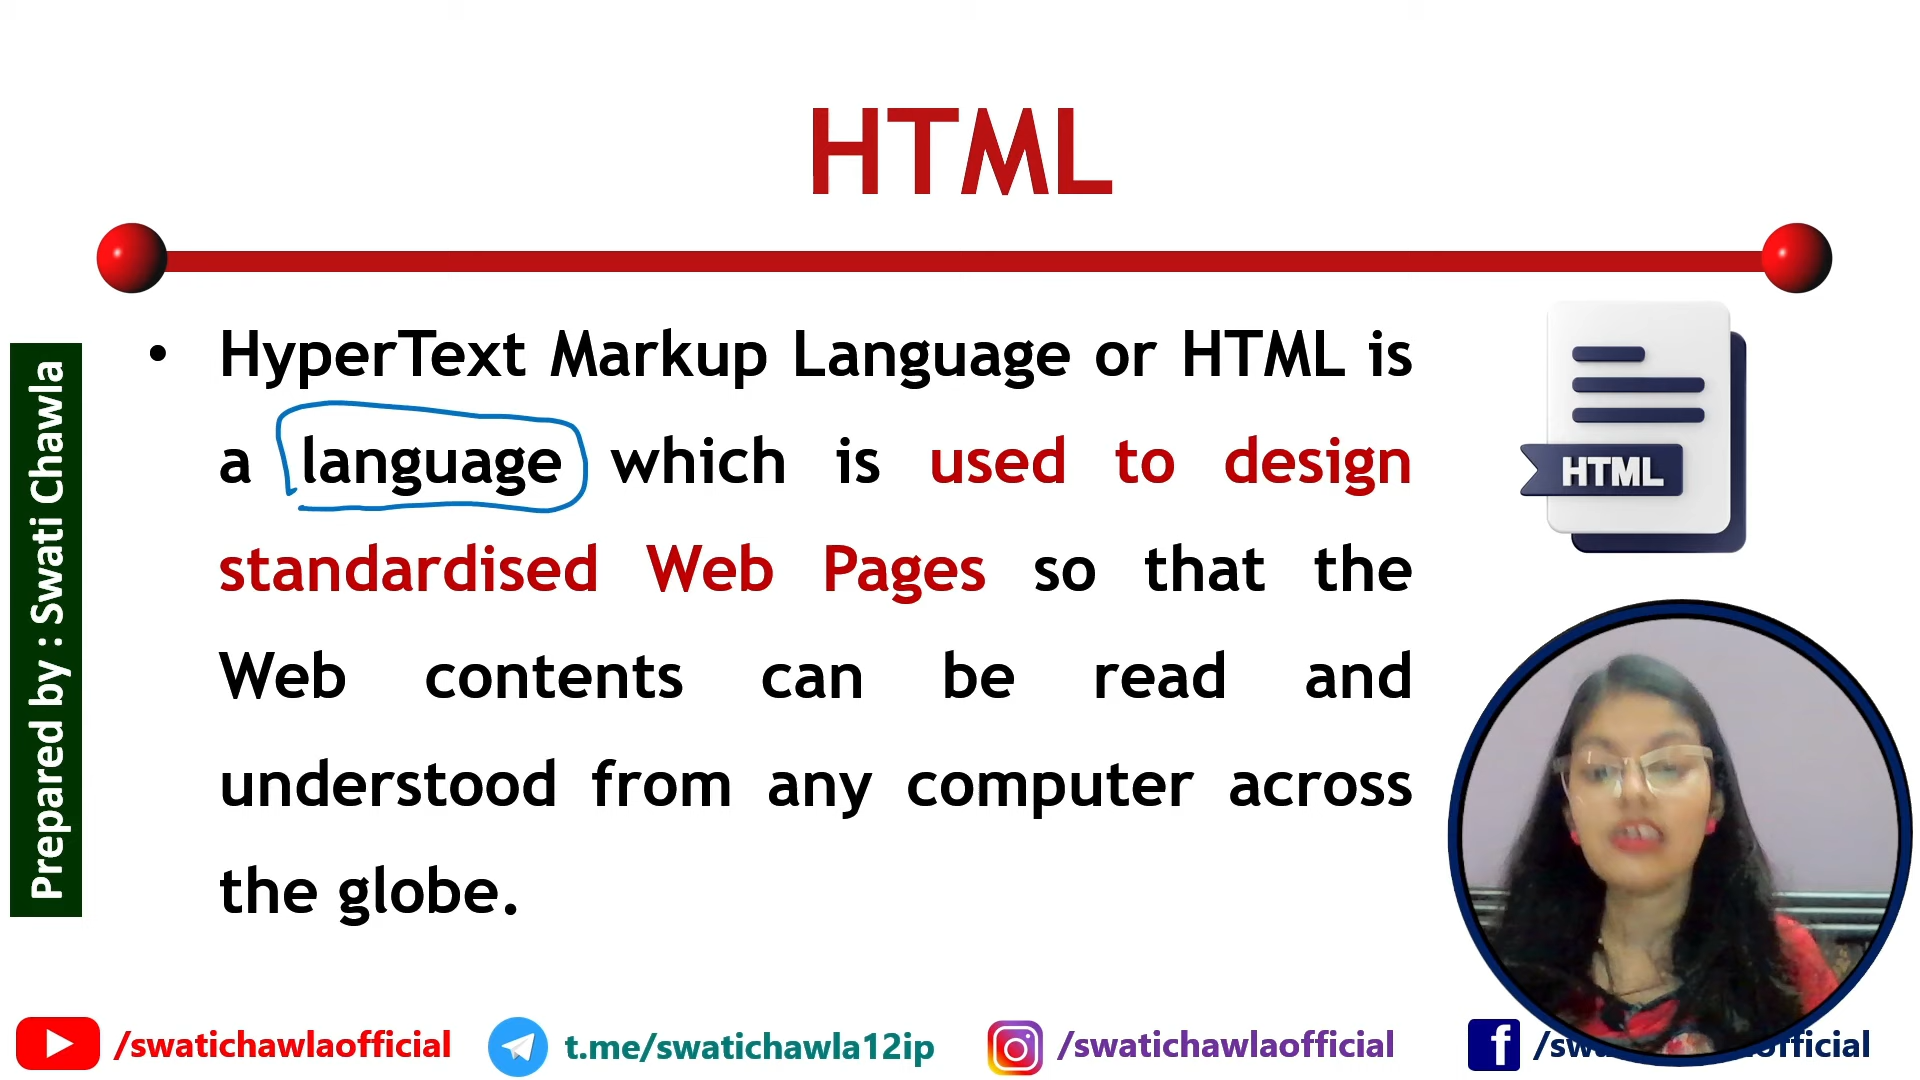 HTML
HyperText Markup Language or HTML is
a language which is used to design
standardised Web Pages so that the
Web contents can be read and
understood from any computer across
the globe.
HTML
Prepared by : Swati Chawla
/swatichawlaofficial
t.me/swatichawla12ip
/swatichawlaofficial